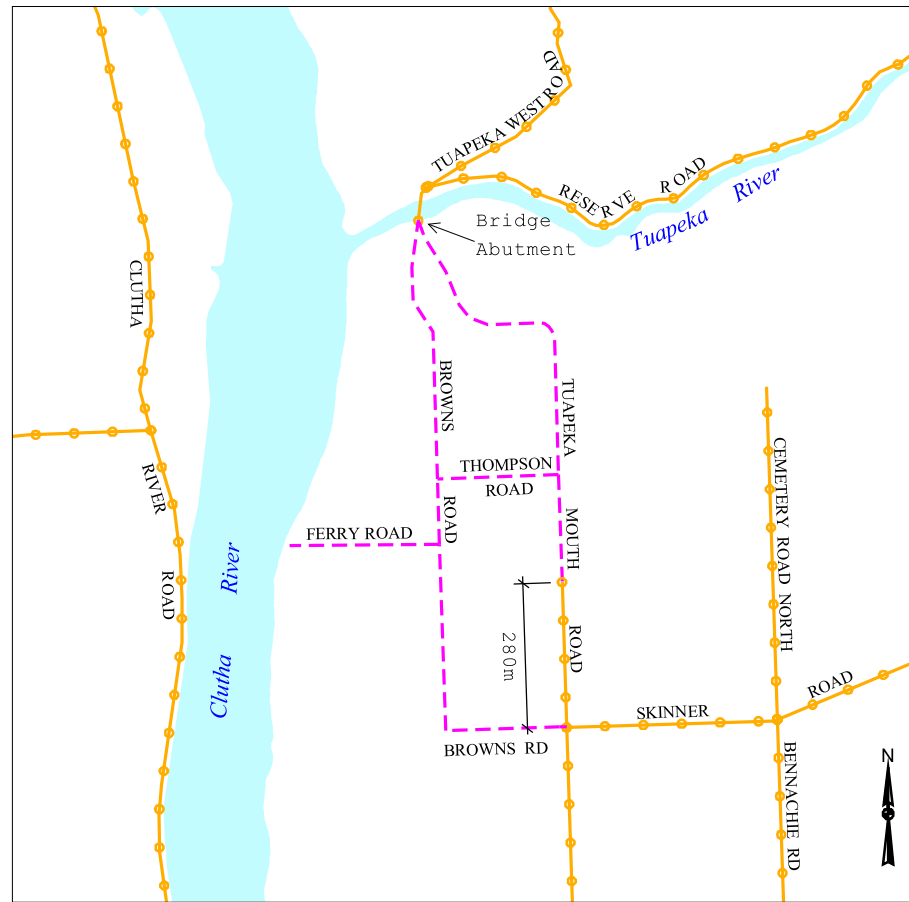 TUAPEKA WEST ROAD
RESERVE ROAD
Tuapeka River
Bridge
Abutment
CLUTHA
RIVER
ROAD
BROWNS
ROAD
TUAPEKA
MOUTH
ROAD
THOMPSON
ROAD
FERRY ROAD
Clutha River
280m
CEMETERY ROAD NORTH
SKINNER ROAD
BROWNS RD
BENNACHIE RD
N